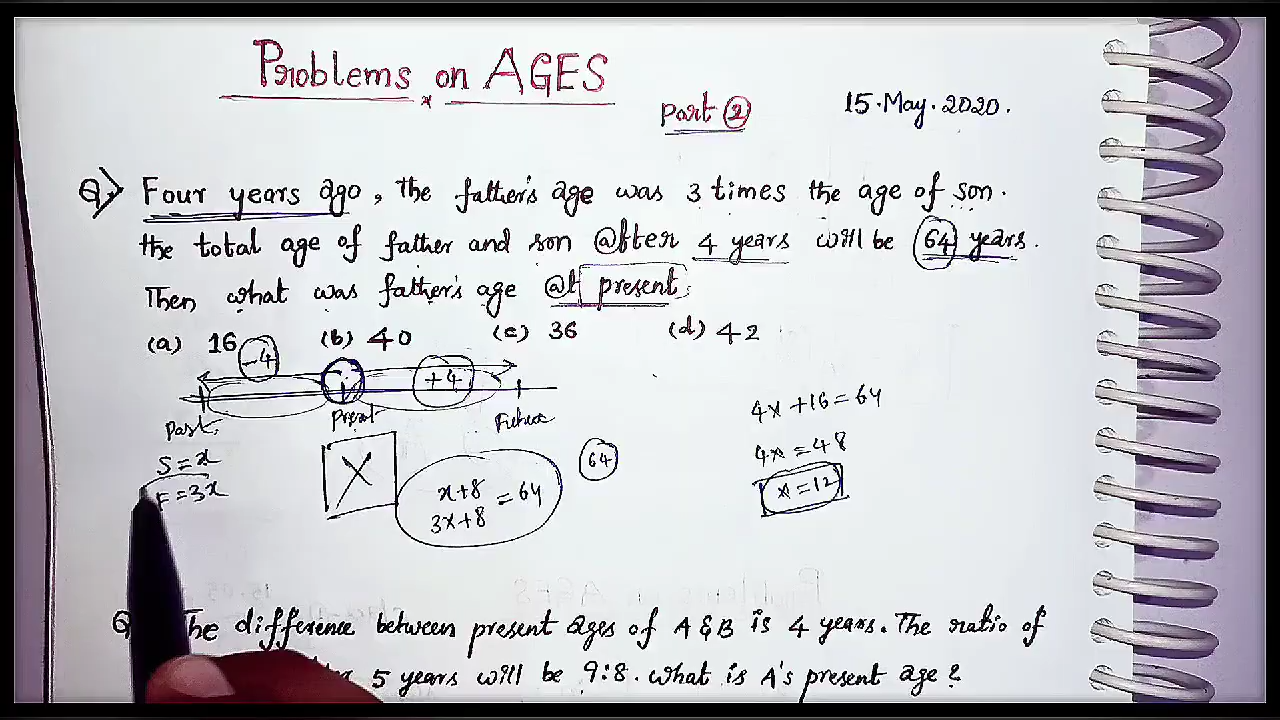 Problems on AGES
Part ②
15.May.2020.
Q) Four years ago, the father's age was 3 times the age of son.
the total age of father and son @fter 4 years will be 64 years.
Then what was father's age @t present.
(a) 16 (b) 40 (c) 36 (d) 42
-4 +4
Past Present Future
S = x
F = 3x
X
x+8
3x+8 = 64
64
4x + 16 = 64
4x = 48
x = 12
Q The difference between present ages of A & B is 4 years. The ratio of
5 years will be 9:8. what is A's present age?